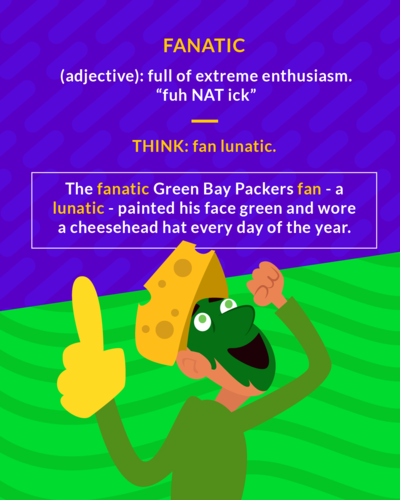 FANATIC
(adjective): full of extreme enthusiasm.
“fuh NAT ick”
THINK: fan lunatic.
The fanatic Green Bay Packers fan - a
lunatic - painted his face green and wore
a cheesehead hat every day of the year.